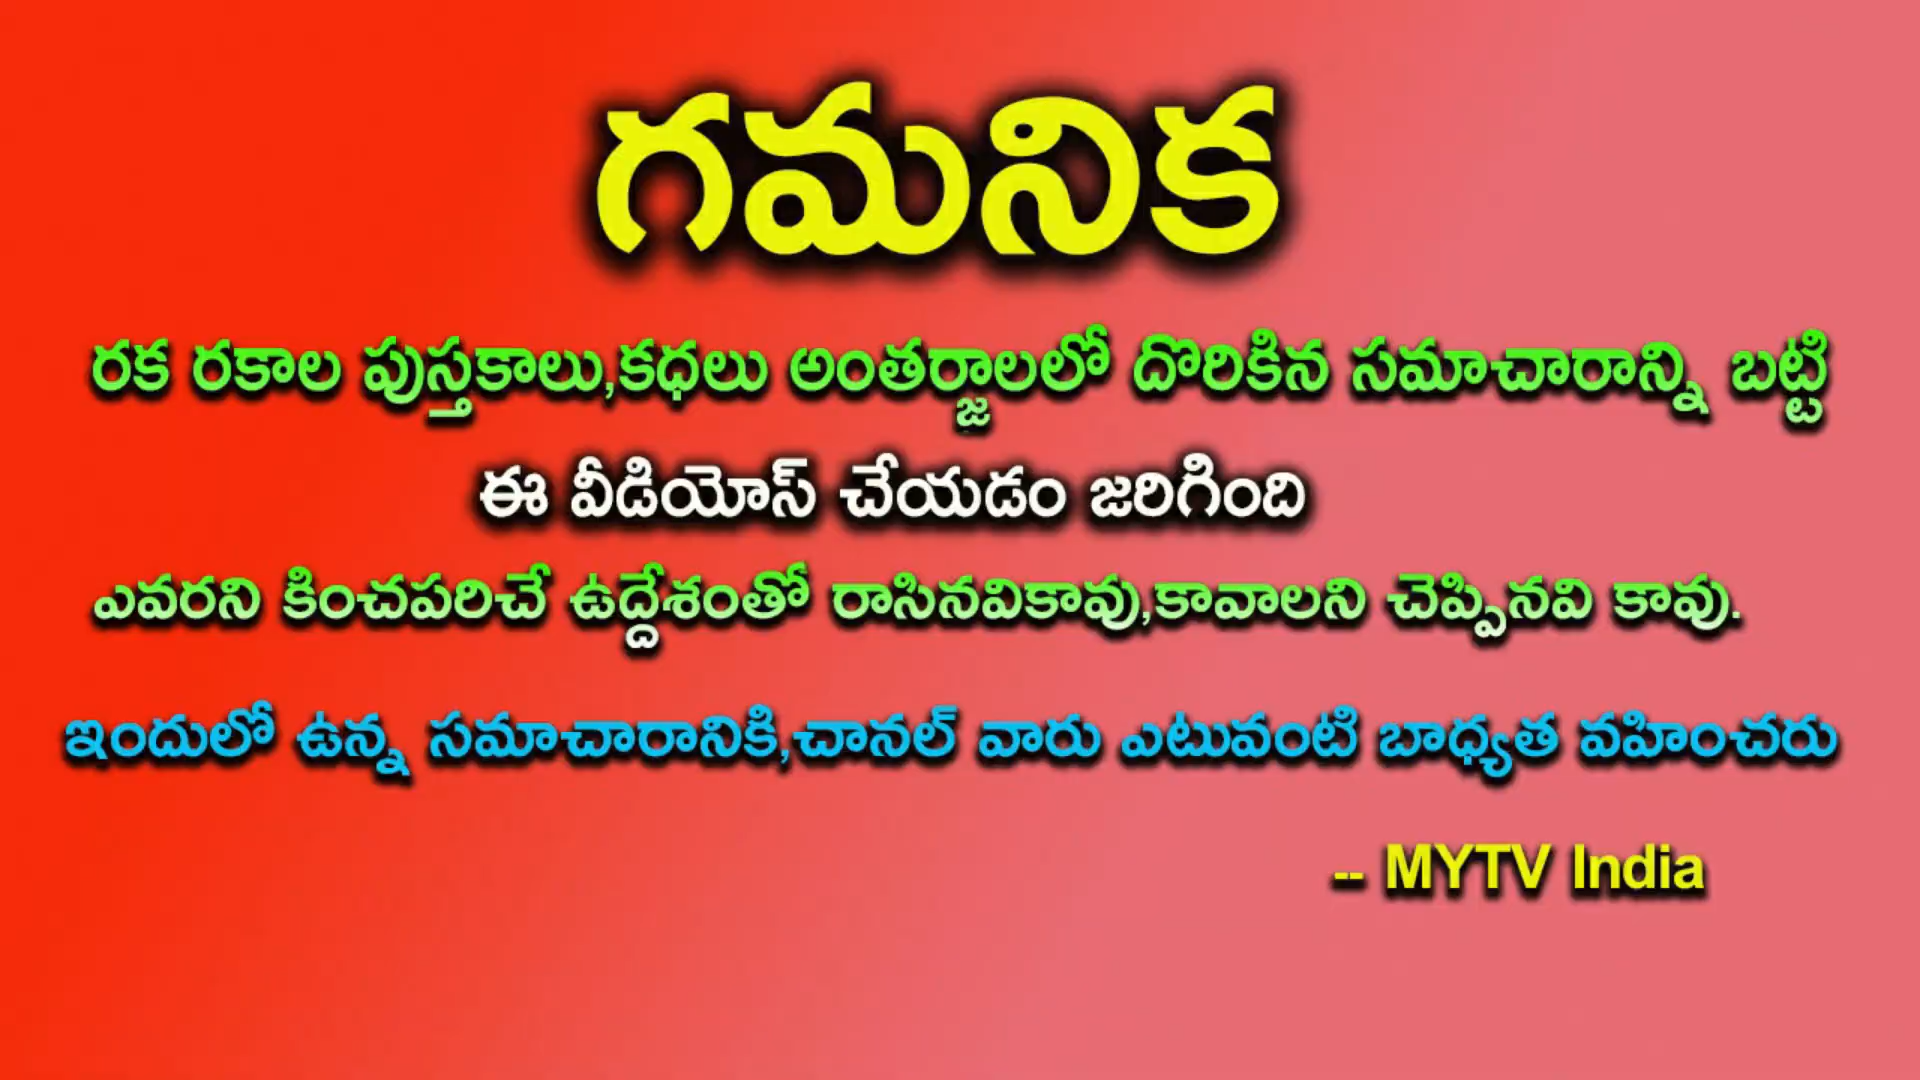 గమనిక
రక రకాల పుస్తకాలు,కధలు అంతర్జాలలో దొరికిన సమాచారాన్ని బట్టి
ఈ వీడియోస్ చేయడం జరిగింది
ఎవరని కించపరిచే ఉద్దేశంతో రాసినవికావు,కావాలని చెప్పినవి కావు.
ఇందులో ఉన్న సమాచారానికి,చానల్ వారు ఎటువంటి బాధ్యత వహించరు
-- MYTV India